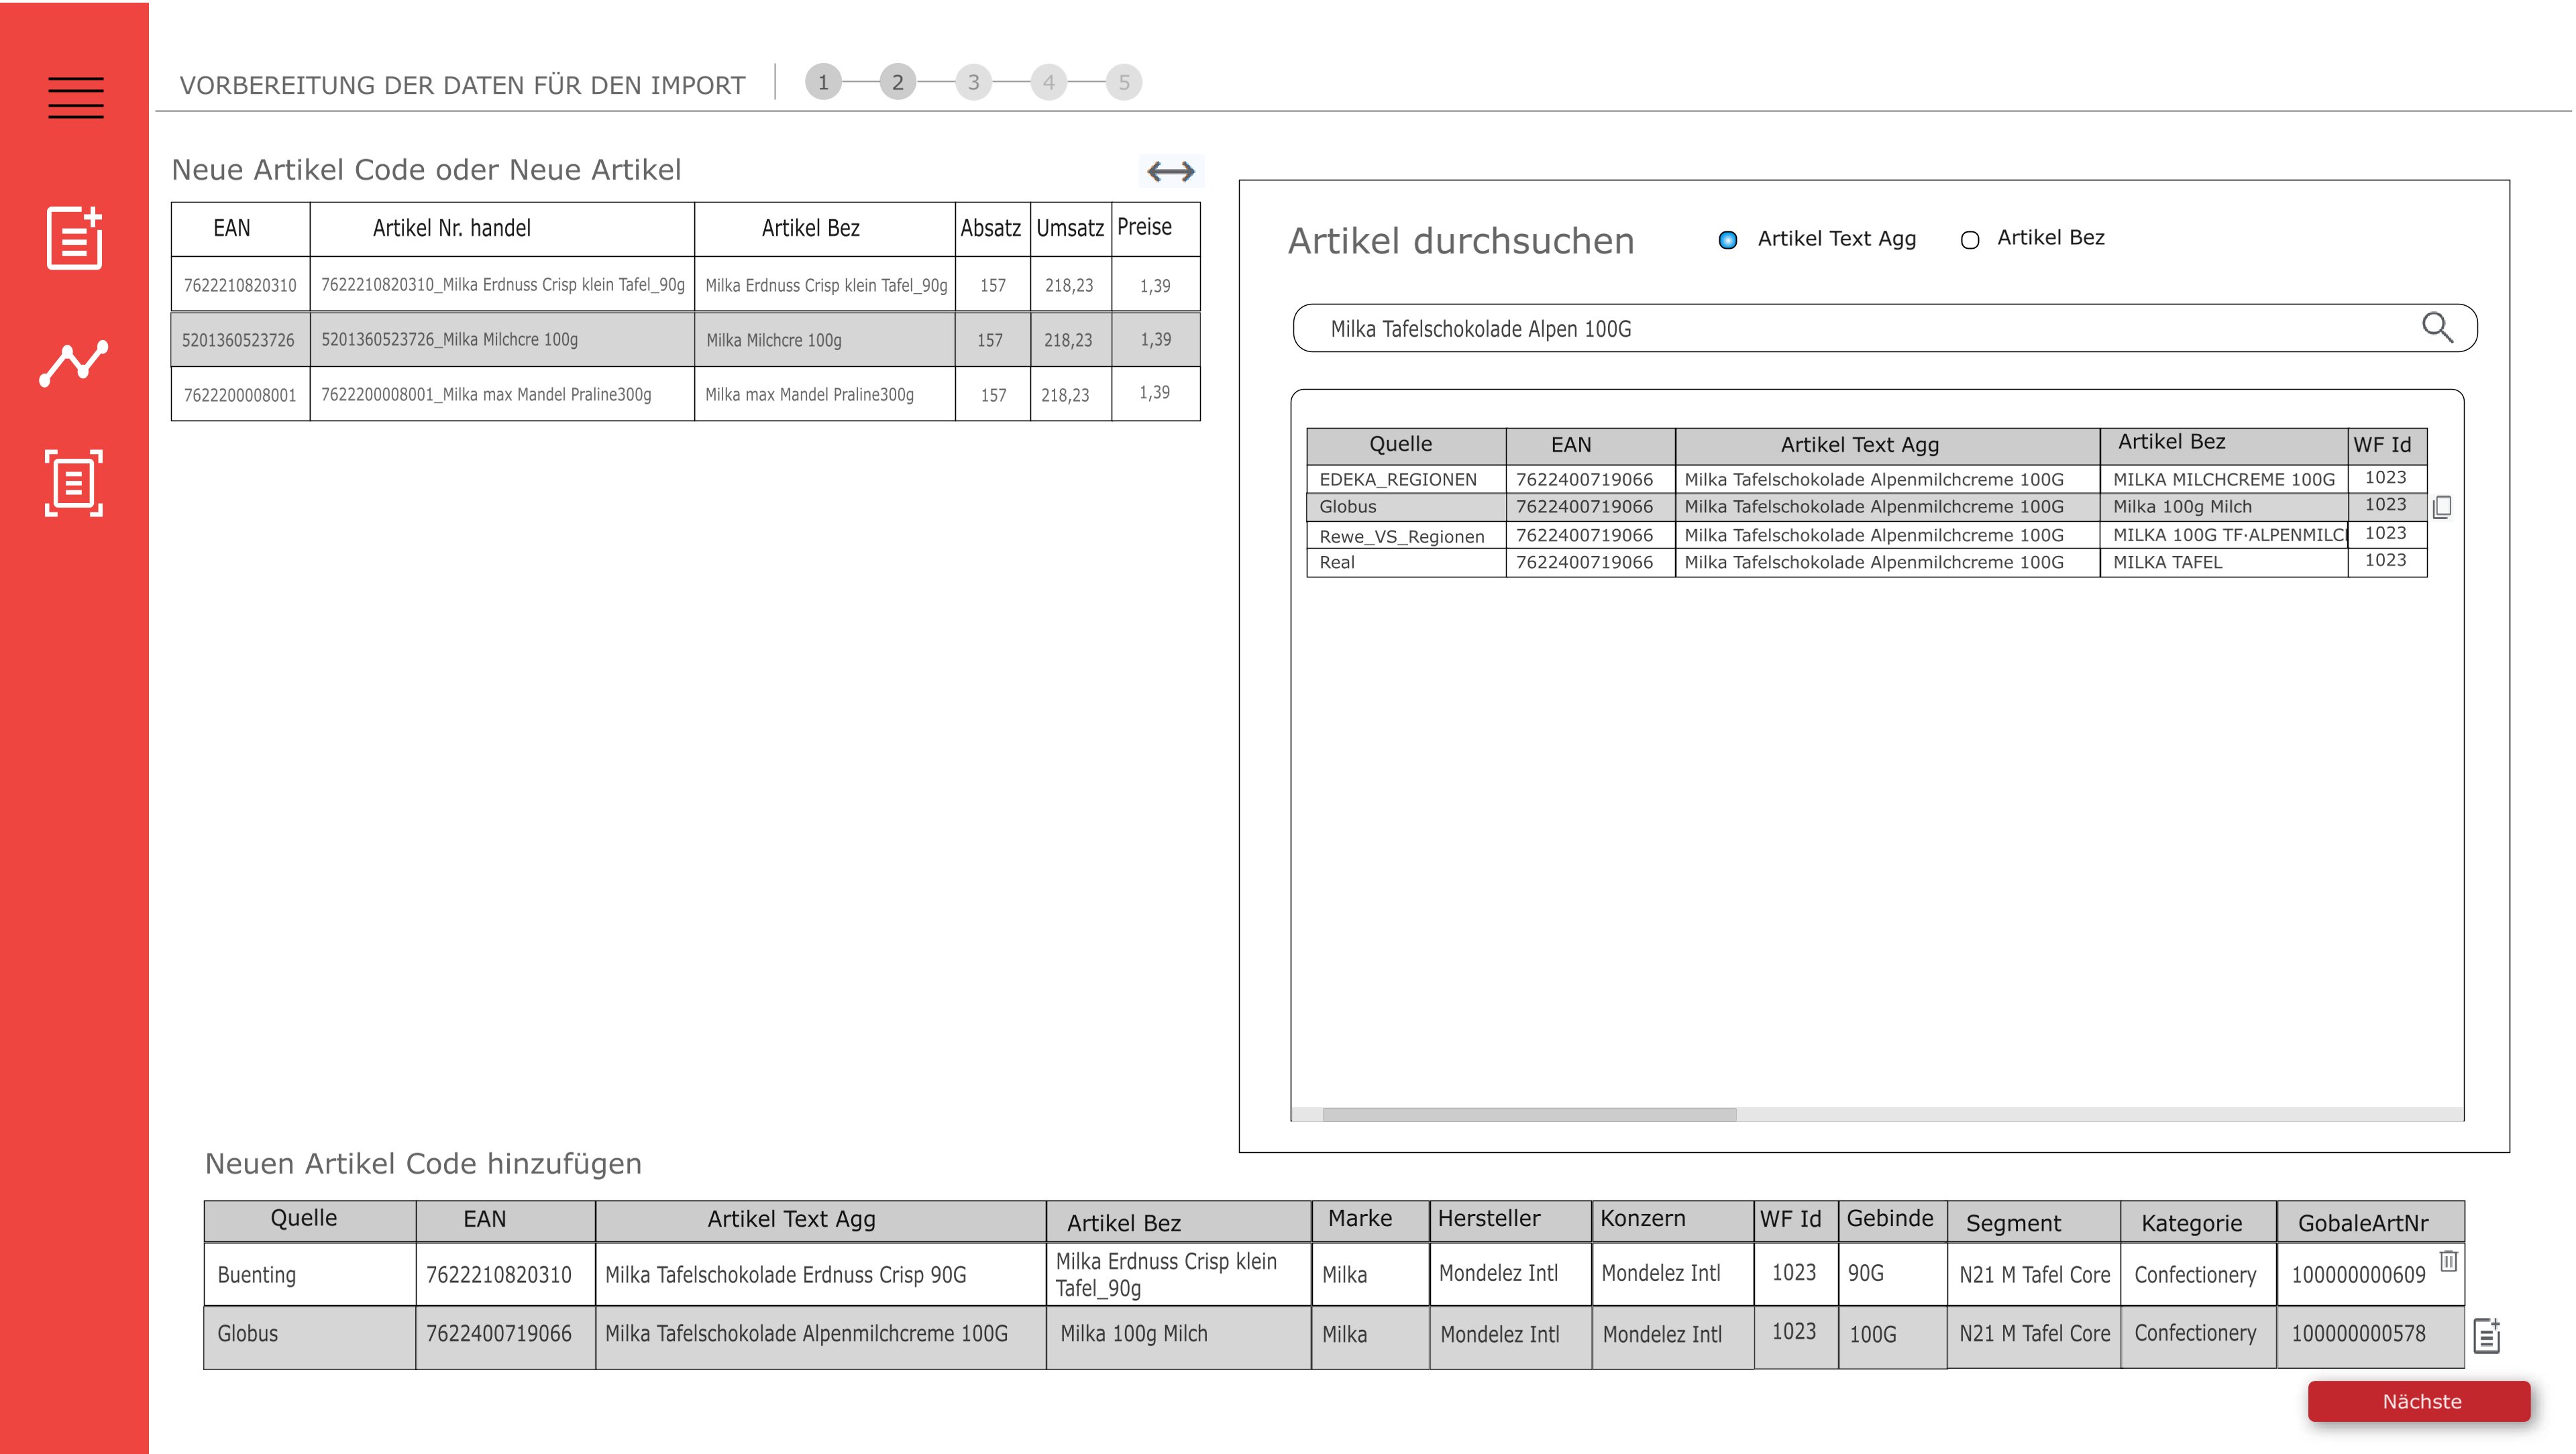 VORBEREITUNG DER DATEN FÜR DEN IMPORT 1 2 3 4 5
Neue Artikel Code oder Neue Artikel
EAN Artikel Nr. handel Artikel Bez Absatz Umsatz Preise
7622210820310 7622210820310_Milka Erdnuss Crisp klein Tafel_90g Milka Erdnuss Crisp klein Tafel_90g 157 218,23 1,39
5201360523726 5201360523726_Milka Milchcre 100g Milka Milchcre 100g 157 218,23 1,39
7622200008001 7622200008001_Milka max Mandel Praline300g Milka max Mandel Praline300g 157 218,23 1,39
Artikel durchsuchen Artikel Text Agg Artikel Bez
Milka Tafelschokolade Alpen 100G
Quelle EAN Artikel Text Agg Artikel Bez WF Id
EDEKA_REGIONEN 7622400719066 Milka Tafelschokolade Alpenmilchcreme 100G MILKA MILCHCREME 100G 1023
Globus 7622400719066 Milka Tafelschokolade Alpenmilchcreme 100G Milka 100g Milch 1023
Rewe_VS_Regionen 7622400719066 Milka Tafelschokolade Alpenmilchcreme 100G MILKA 100G TF·ALPENMILC 1023
Real 7622400719066 Milka Tafelschokolade Alpenmilchcreme 100G MILKA TAFEL 1023
Neuen Artikel Code hinzufügen
Quelle EAN Artikel Text Agg Artikel Bez Marke Hersteller Konzern WF Id Gebinde Segment Kategorie GobaleArtNr
Buenting 7622210820310 Milka Tafelschokolade Erdnuss Crisp 90G Milka Erdnuss Crisp klein Tafel_90g Milka Mondelez Intl Mondelez Intl 1023 90G N21 M Tafel Core Confectionery 100000000609
Globus 7622400719066 Milka Tafelschokolade Alpenmilchcreme 100G Milka 100g Milch Milka Mondelez Intl Mondelez Intl 1023 100G N21 M Tafel Core Confectionery 100000000578
Nächste